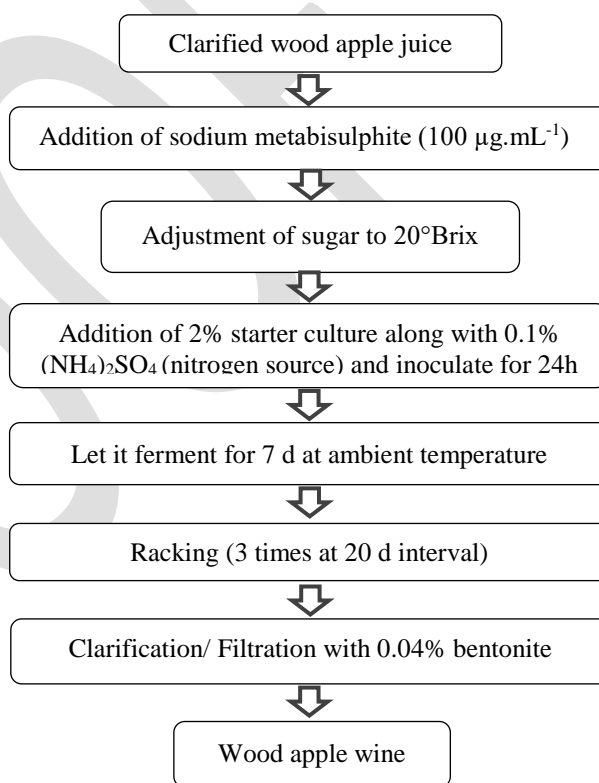 Clarified wood apple juice
Addition of sodium metabisulphite (100 µg.mL⁻¹)
Adjustment of sugar to 20°Brix
Addition of 2% starter culture along with 0.1%
(NH₄)₂SO₄ (nitrogen source) and inoculate for 24h
Let it ferment for 7 d at ambient temperature
Racking (3 times at 20 d interval)
Clarification/ Filtration with 0.04% bentonite
Wood apple wine